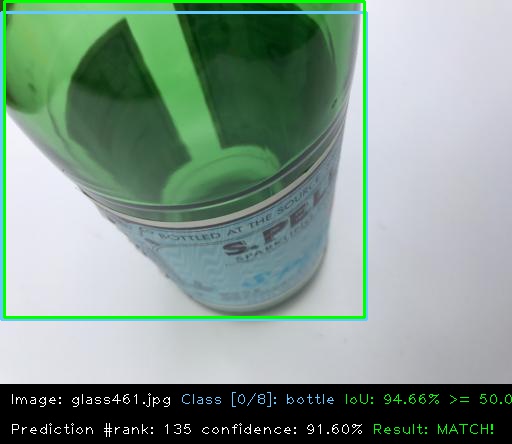 BOTTLED AT THE SOURCE
S.PELL
SPARKLING
Image: glass461.jpg Class [0/8]: bottle IoU: 94.66% >= 50.0
Prediction #rank: 135 confidence: 91.60% Result: MATCH!